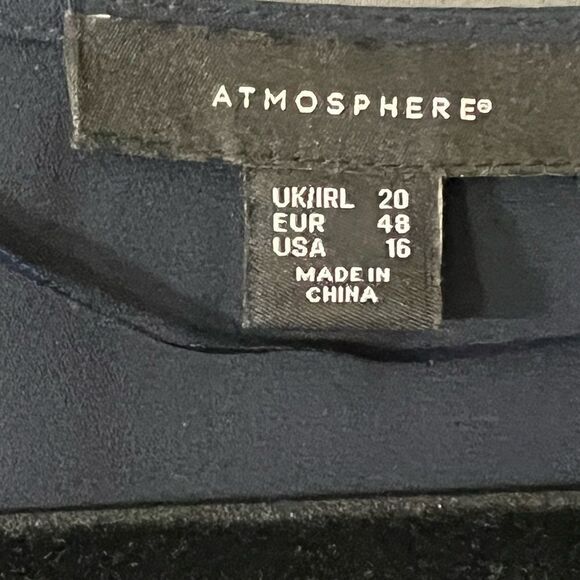 ATMOSPHERE®
UK/IRL 20
EUR 48
USA 16
MADE IN
CHINA